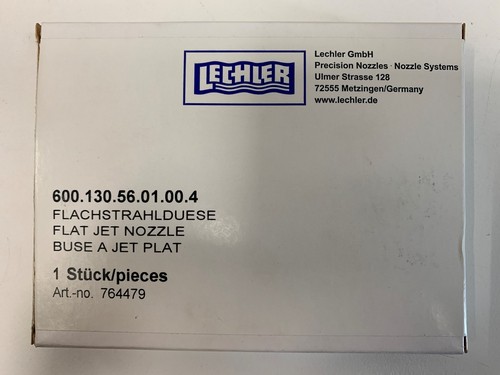 LECHLER
Lechler GmbH
Precision Nozzles · Nozzle Systems
Ulmer Strasse 128
72555 Metzingen/Germany
www.lechler.de
600.130.56.01.00.4
FLACHSTRAHLDUESE
FLAT JET NOZZLE
BUSE A JET PLAT
1 Stück/pieces
Art.-no. 764479